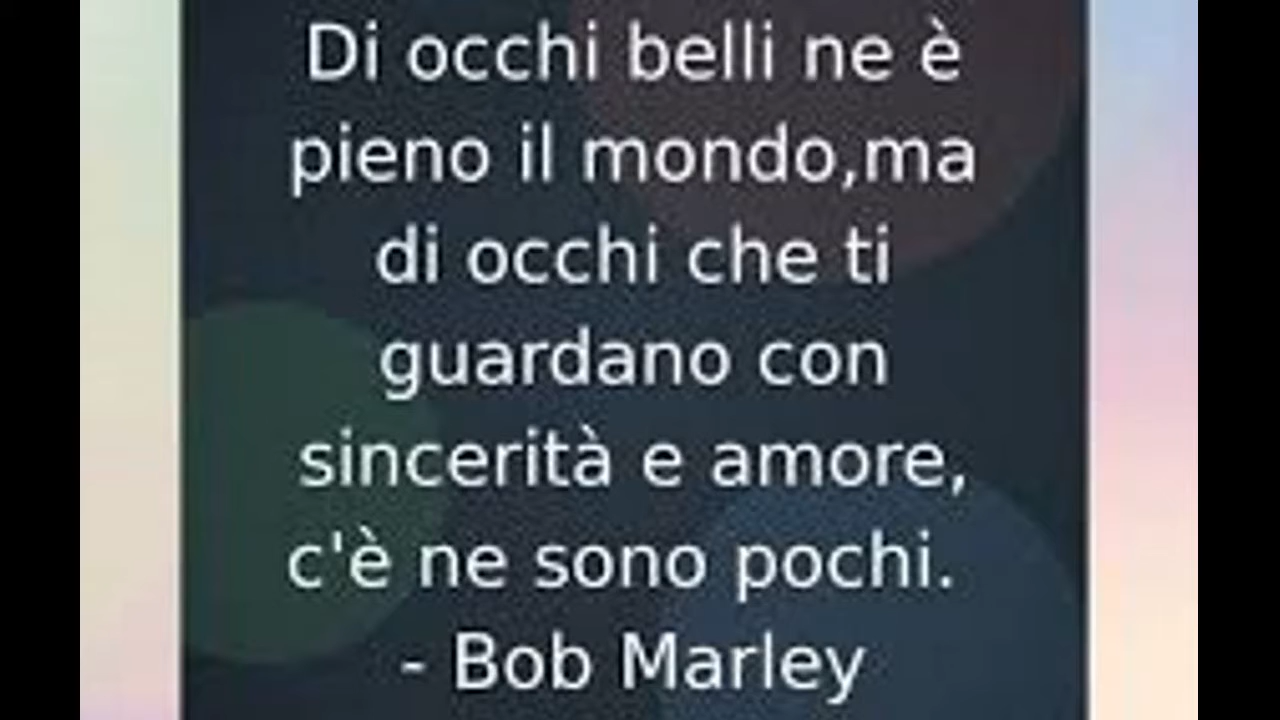 Di occhi belli ne è
pieno il mondo,ma
di occhi che ti
guardano con
sincerità e amore,
c'è ne sono pochi.
- Bob Marley